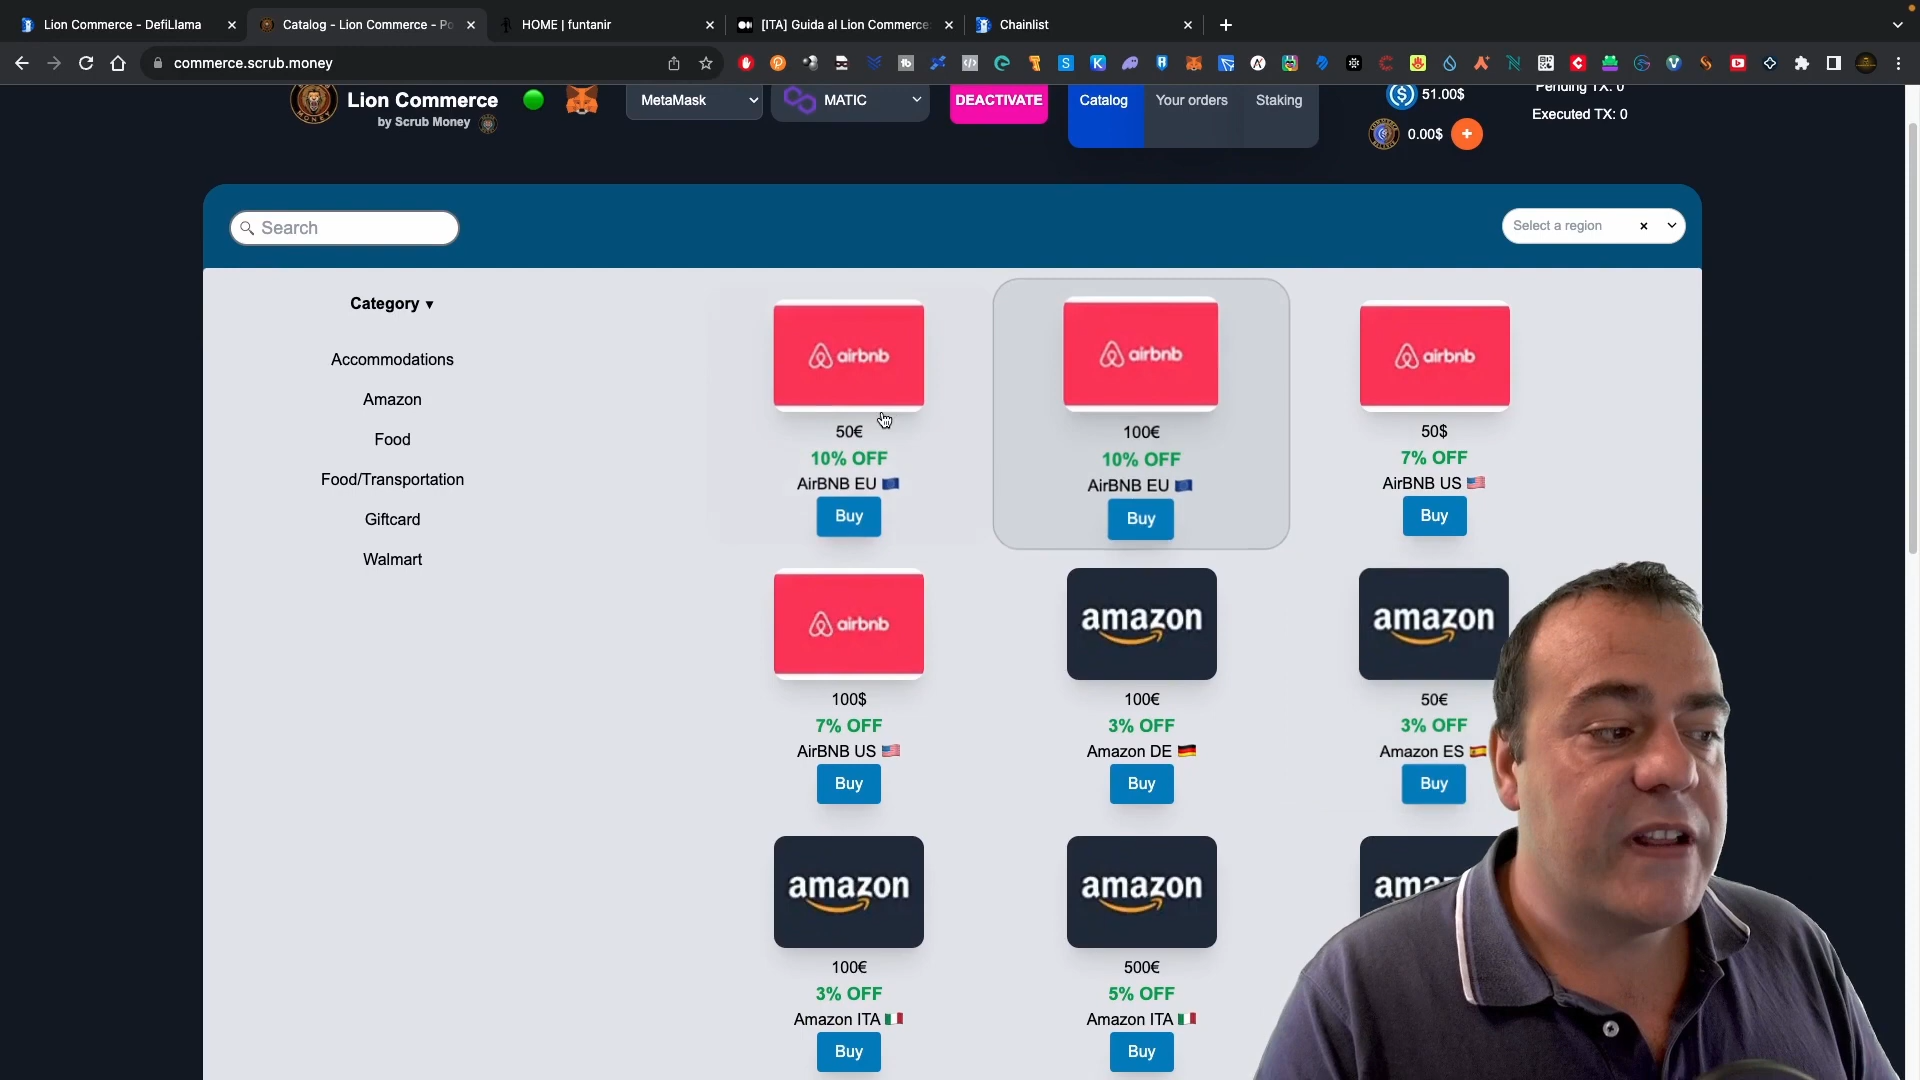 Lion Commerce - DefiLlama
Catalog - Lion Commerce - Po
HOME | funtanir
[ITA] Guida al Lion Commerce:
Chainlist
commerce.scrub.money
Lion Commerce
by Scrub Money
MONEY
MetaMask
MATIC
DEACTIVATE
Catalog
Your orders
Staking
51.00$
0.00$
+
Pending TX: 0
Executed TX: 0
Search
Select a region
Category ▾
Accommodations
Amazon
Food
Food/Transportation
Giftcard
Walmart
airbnb
50€
10% OFF
AirBNB EU
Buy
airbnb
100€
10% OFF
AirBNB EU
Buy
airbnb
50$
7% OFF
AirBNB US
Buy
airbnb
100$
7% OFF
AirBNB US
Buy
amazon
100€
3% OFF
Amazon DE
Buy
amazon
50€
3% OFF
Amazon ES
Buy
amazon
100€
3% OFF
Amazon ITA
Buy
amazon
500€
5% OFF
Amazon ITA
Buy
ama